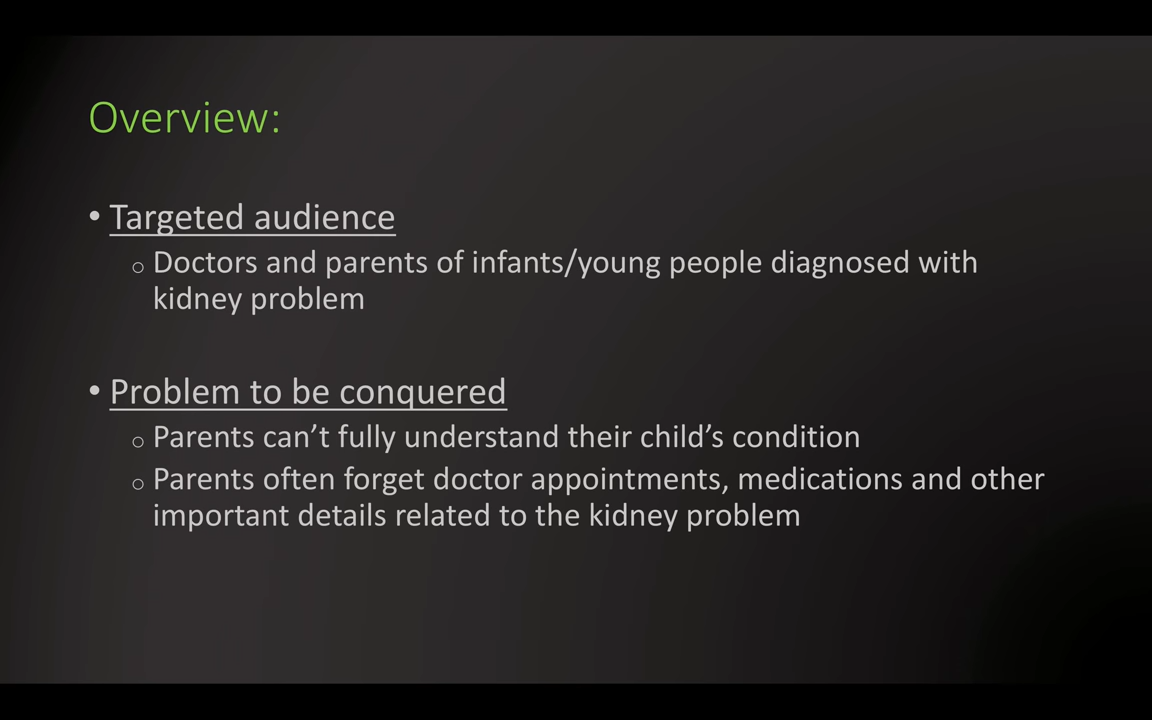 Overview:
• Targeted audience
o Doctors and parents of infants/young people diagnosed with
kidney problem
• Problem to be conquered
o Parents can’t fully understand their child’s condition
o Parents often forget doctor appointments, medications and other
important details related to the kidney problem